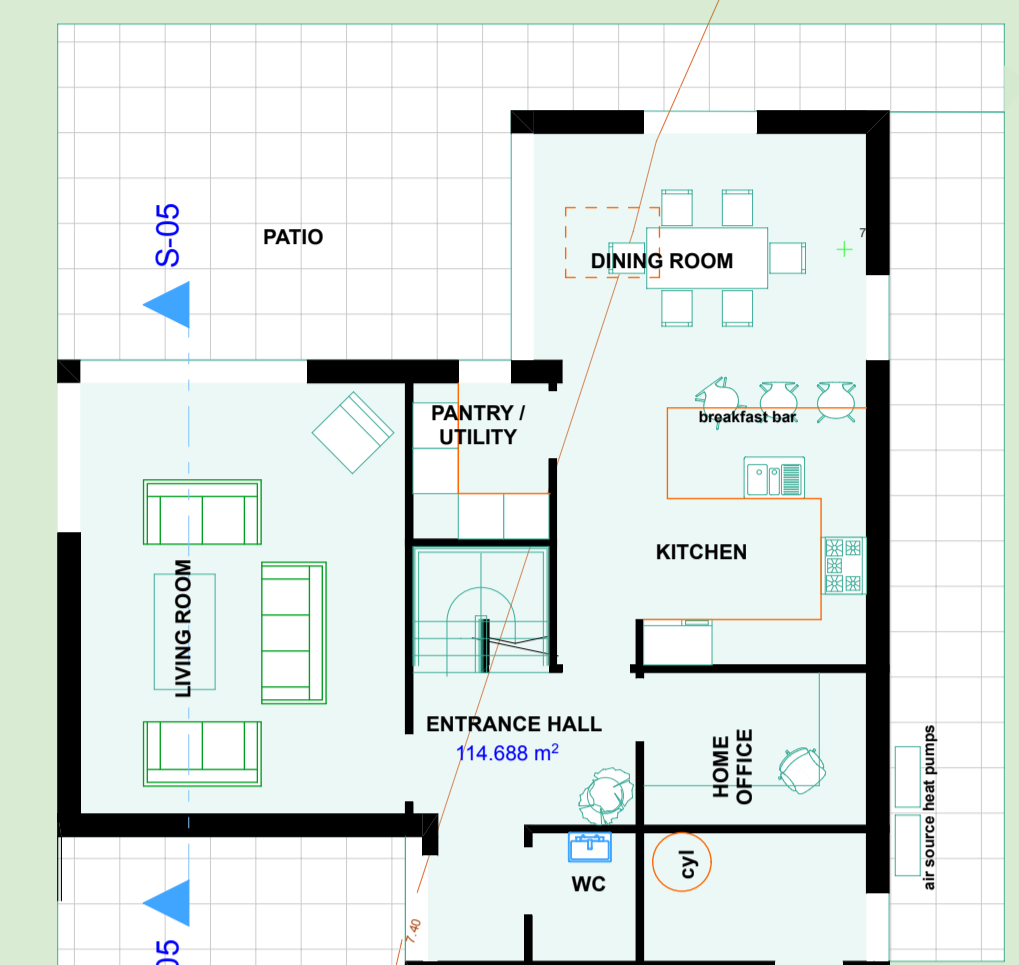 S-05
PATIO
7
DINING ROOM
PANTRY /
UTILITY
breakfast bar
KITCHEN
LIVING ROOM
ENTRANCE HALL
114.688 m²
HOME
OFFICE
air source heat pumps
cyl
WC
7.40
05